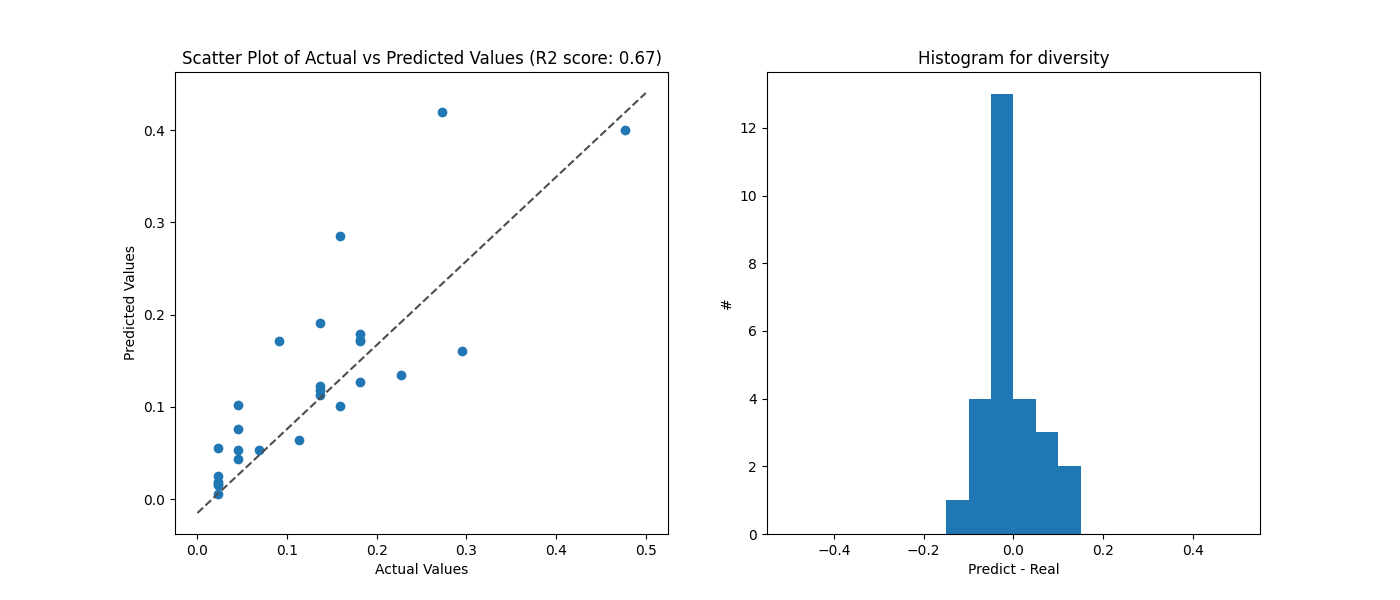 Scatter Plot of Actual vs Predicted Values (R2 score: 0.67)
Predicted Values
0.4
0.3
0.2
0.1
0.0
0.0 0.1 0.2 0.3 0.4 0.5
Actual Values
Histogram for diversity
#
12
10
8
6
4
2
0
−0.4 −0.2 0.0 0.2 0.4
Predict - Real